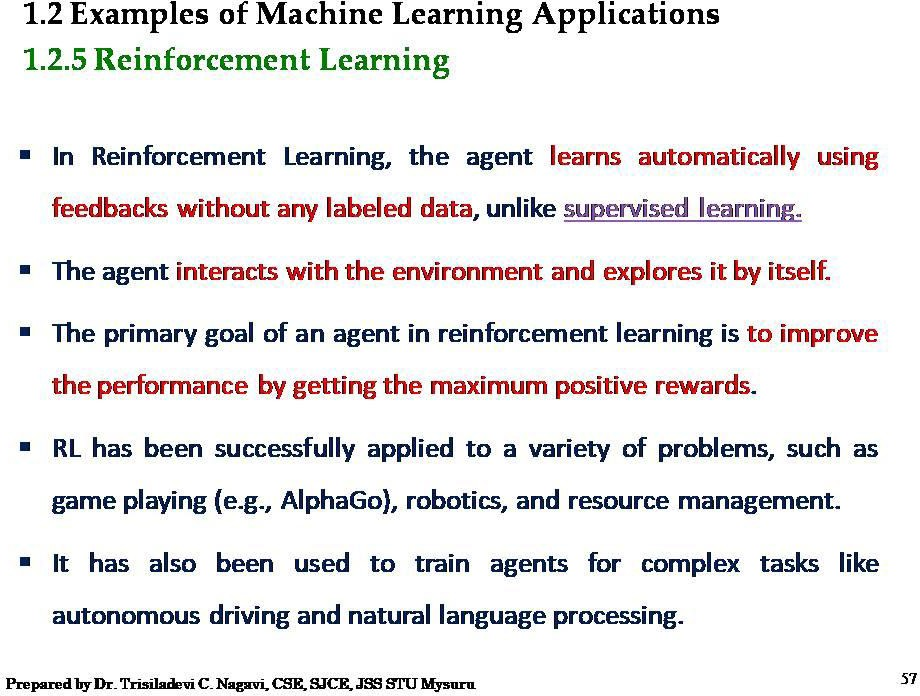 1.2 Examples of Machine Learning Applications
1.2.5 Reinforcement Learning
▪ In Reinforcement Learning, the agent learns automatically using
feedbacks without any labeled data, unlike supervised learning.
▪ The agent interacts with the environment and explores it by itself.
▪ The primary goal of an agent in reinforcement learning is to improve
the performance by getting the maximum positive rewards.
▪ RL has been successfully applied to a variety of problems, such as
game playing (e.g., AlphaGo), robotics, and resource management.
▪ It has also been used to train agents for complex tasks like
autonomous driving and natural language processing.
Prepared by Dr. Trisiladevi C. Nagavi, CSE, SJCE, JSS STU Mysuru
57